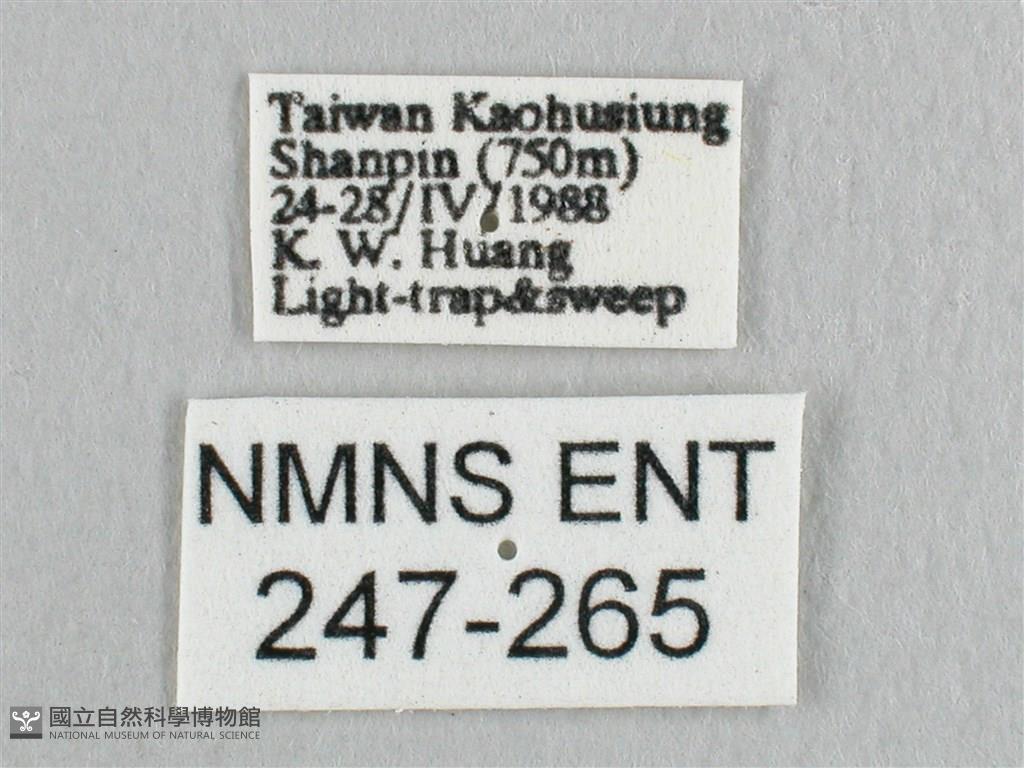 Taiwan Kaohusiung
Shanpin (750m)
24-28/IV/1988
K. W. Huang
Light-trap&sweep
NMNS ENT
247-265
國立自然科學博物館
NATIONAL MUSEUM OF NATURAL SCIENCE